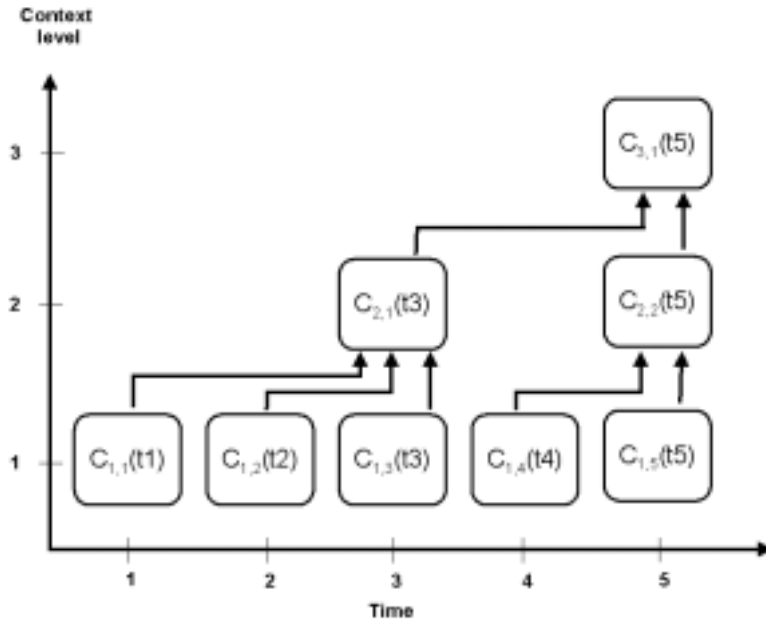 Context
level
3
C3,1(t5)
2
C2,1(t3)
C2,2(t5)
1
C1,1(t1)
C1,2(t2)
C1,3(t3)
C1,4(t4)
C1,5(t5)
1
2
3
4
5
Time